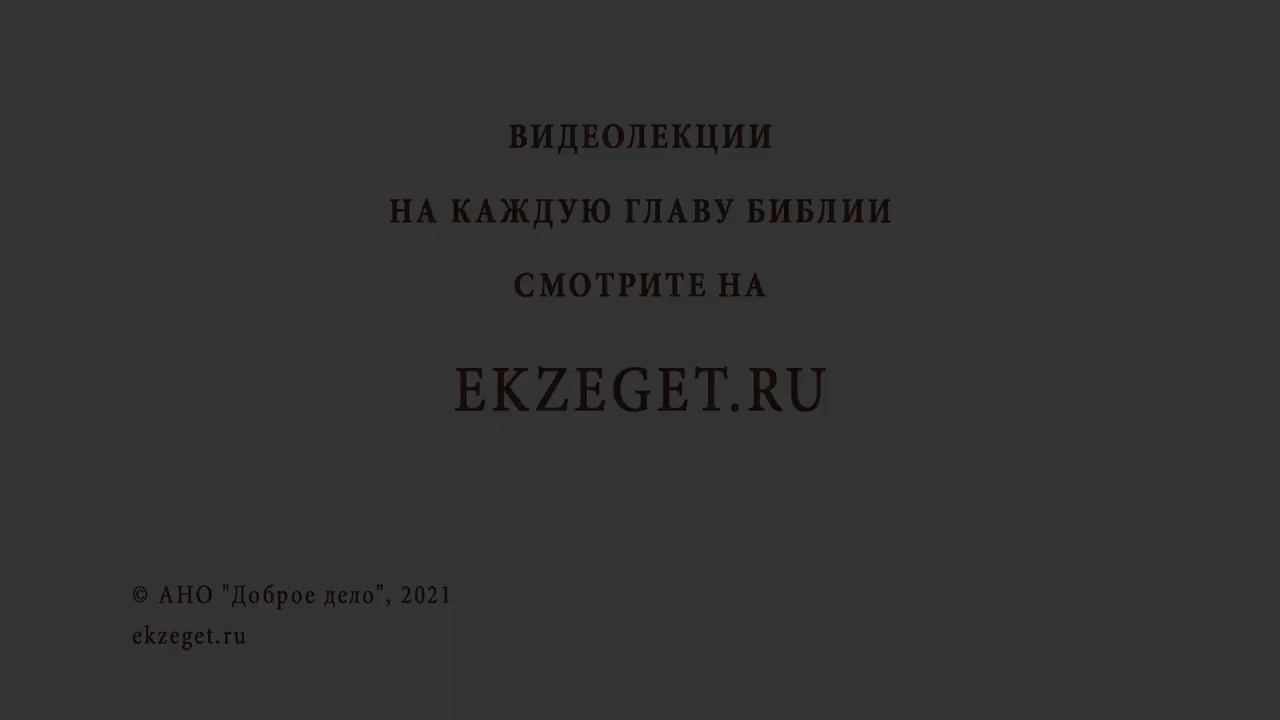 ВИДЕОЛЕКЦИИ
НА КАЖДУЮ ГЛАВУ БИБЛИИ
СМОТРИТЕ НА
EKZEGET.RU
© АНО "Доброе дело", 2021
ekzeget.ru